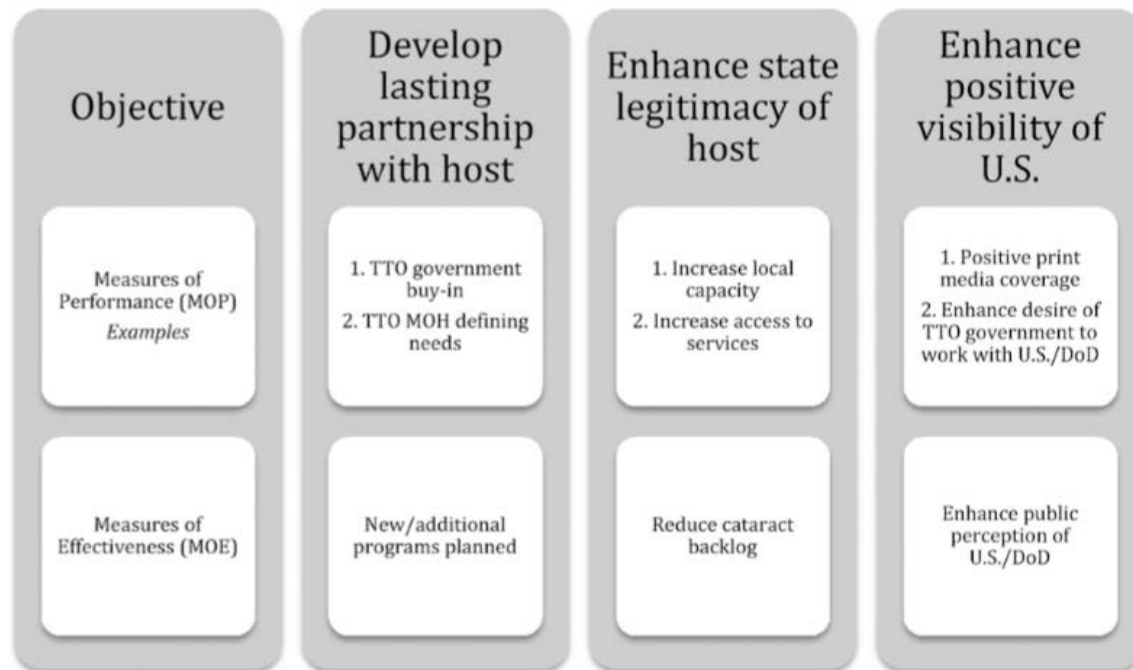 Objective
Measures of
Performance (MOP)
Examples
Measures of
Effectiveness (MOE)
Develop
lasting
partnership
with host
1. TTO government
buy-in
2. TTO MOH defining
needs
New/additional
programs planned
Enhance state
legitimacy of
host
1. Increase local
capacity
2. Increase access to
services
Reduce cataract
backlog
Enhance
positive
visibility of
U.S.
1. Positive print
media coverage
2. Enhance desire of
TTO government to
work with U.S./DoD
Enhance public
perception of
U.S./DoD